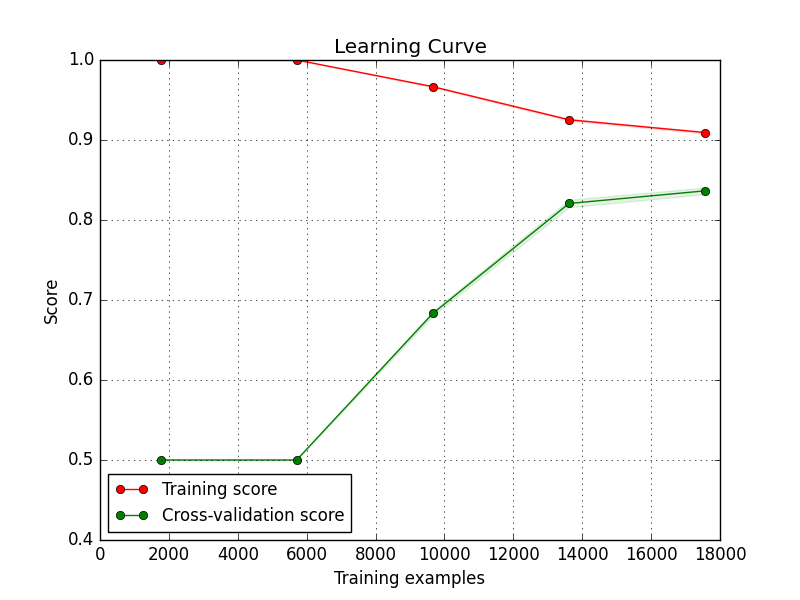 Learning Curve
1.0
0.9
0.8
0.7
0.6
0.5
0.4
Score
Training score
Cross-validation score
0 2000 4000 6000 8000 10000 12000 14000 16000 18000
Training examples